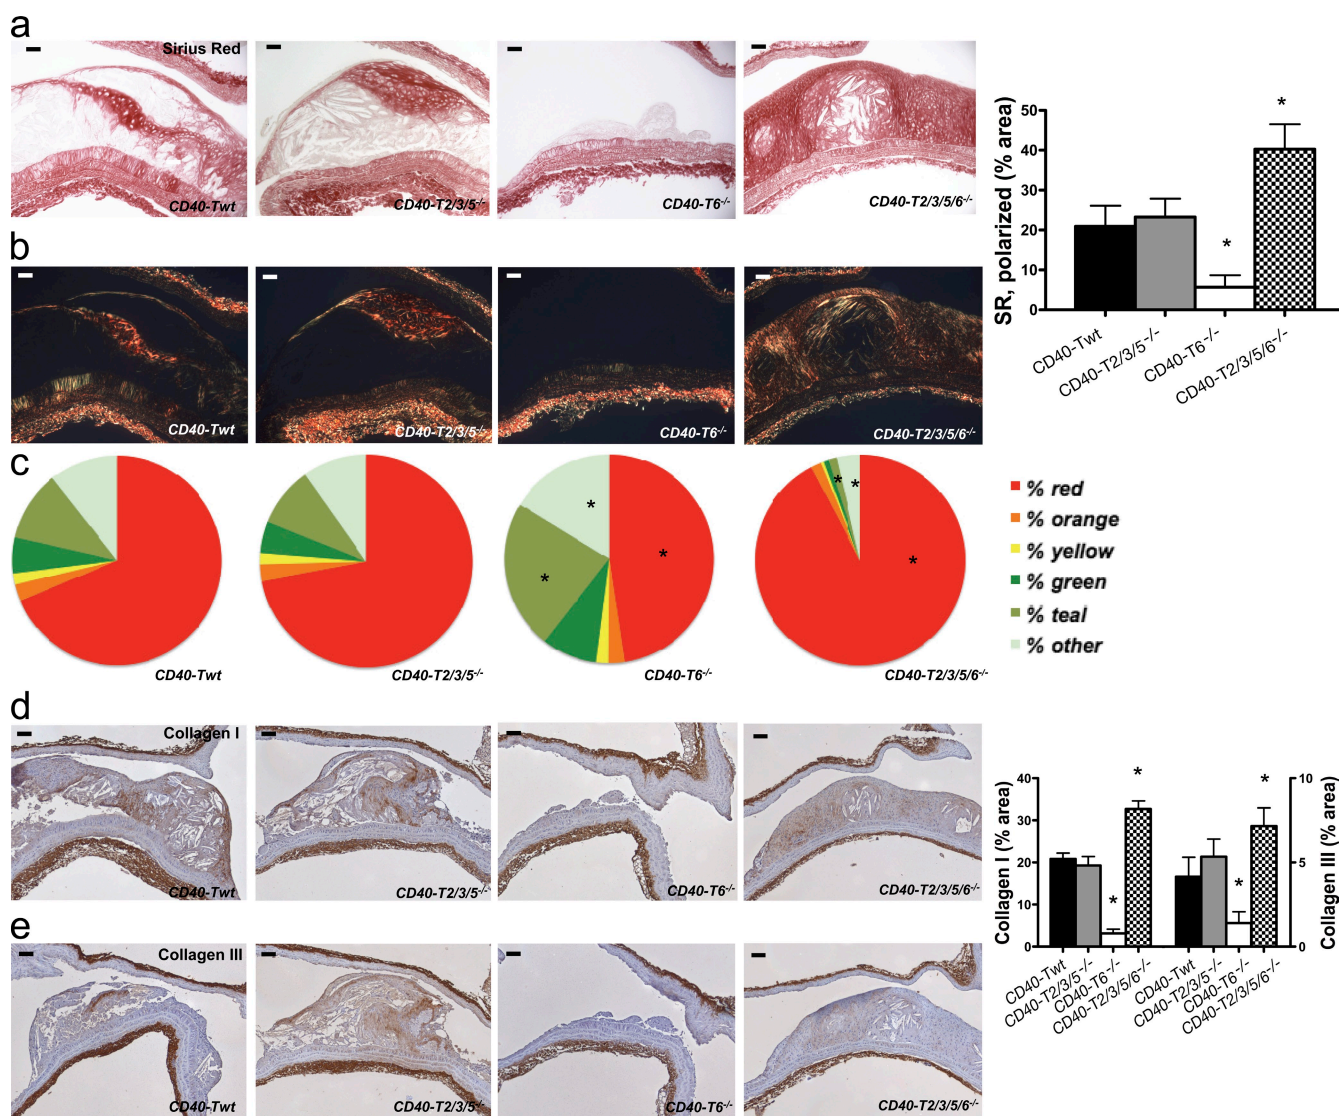 a
Sirius Red
CD40-Twt
CD40-T2/3/5-/-
CD40-T6-/-
CD40-T2/3/5/6-/-
SR, polarized (% area)
50
40
30
20
10
0
*
*
CD40-Twt
CD40-T2/3/5-/-
CD40-T6-/-
CD40-T2/3/5/6-/-
b
CD40-Twt
CD40-T2/3/5-/-
CD40-T6-/-
CD40-T2/3/5/6-/-
c
*
*
*
*
*
*
CD40-Twt
CD40-T2/3/5-/-
CD40-T6-/-
CD40-T2/3/5/6-/-
% red
% orange
% yellow
% green
% teal
% other
d
Collagen I
CD40-Twt
CD40-T2/3/5-/-
CD40-T6-/-
CD40-T2/3/5/6-/-
e
Collagen III
CD40-Twt
CD40-T2/3/5-/-
CD40-T6-/-
CD40-T2/3/5/6-/-
Collagen I (% area)
40
30
20
10
0
*
*
*
*
10
5
0
Collagen III (% area)
CD40-Twt
CD40-T2/3/5-/-
CD40-T6-/-
CD40-T2/3/5/6-/-
CD40-Twt
CD40-T2/3/5-/-
CD40-T6-/-
CD40-T2/3/5/6-/-